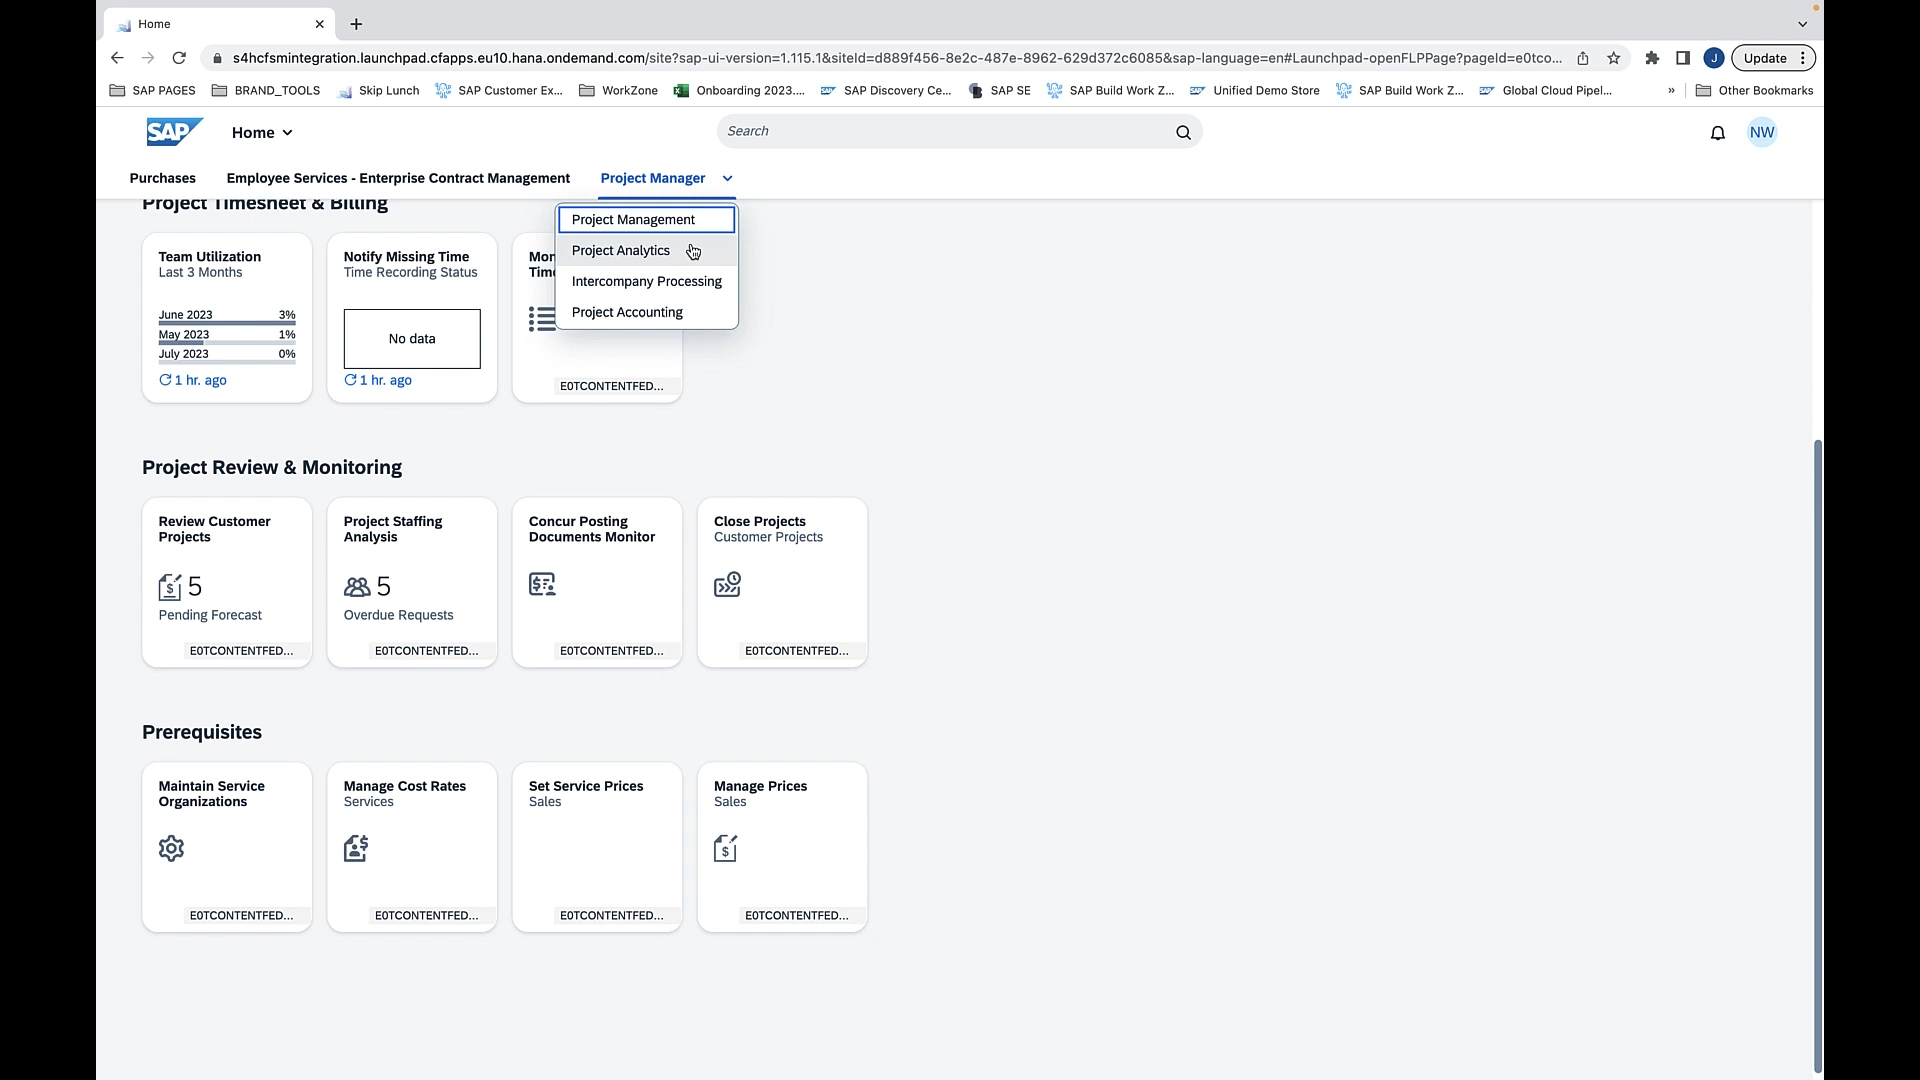 Home
s4hcfsmintegration.launchpad.cfapps.eu10.hana.ondemand.com/site?sap-ui-version=1.115.1&siteId=d889f456-8e2c-487e-8962-629d372c6085&sap-language=en#Launchpad-openFLPPage?pageId=e0tco...
J
Update
SAP PAGES
BRAND_TOOLS
Skip Lunch
SAP Customer Ex...
WorkZone
Onboarding 2023....
SAP Discovery Ce...
SAP SE
SAP Build Work Z...
Unified Demo Store
SAP Build Work Z...
Global Cloud Pipel...
»
Other Bookmarks
SAP
Home
Search
NW
Purchases
Employee Services - Enterprise Contract Management
Project Manager
Project Management
Project Analytics
Intercompany Processing
Project Accounting
Project Timesheet & Billing
Team Utilization
Last 3 Months
June 2023 3%
May 2023 1%
July 2023 0%
1 hr. ago
Notify Missing Time
Time Recording Status
No data
1 hr. ago
Mon
Time
E0TCONTENTFED...
Project Review & Monitoring
Review Customer
Projects
5
Pending Forecast
E0TCONTENTFED...
Project Staffing
Analysis
5
Overdue Requests
E0TCONTENTFED...
Concur Posting
Documents Monitor
E0TCONTENTFED...
Close Projects
Customer Projects
E0TCONTENTFED...
Prerequisites
Maintain Service
Organizations
E0TCONTENTFED...
Manage Cost Rates
Services
E0TCONTENTFED...
Set Service Prices
Sales
E0TCONTENTFED...
Manage Prices
Sales
E0TCONTENTFED...